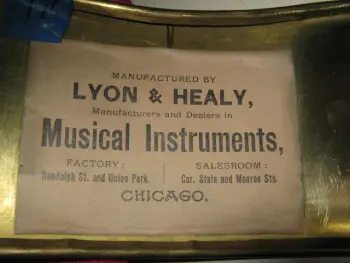 MANUFACTURED BY
LYON & HEALY,
Manufacturers and Dealers in
Musical Instruments,
FACTORY: SALESROOM:
Randolph St. and Union Park. Cor. State and Monroe Sts.
CHICAGO.